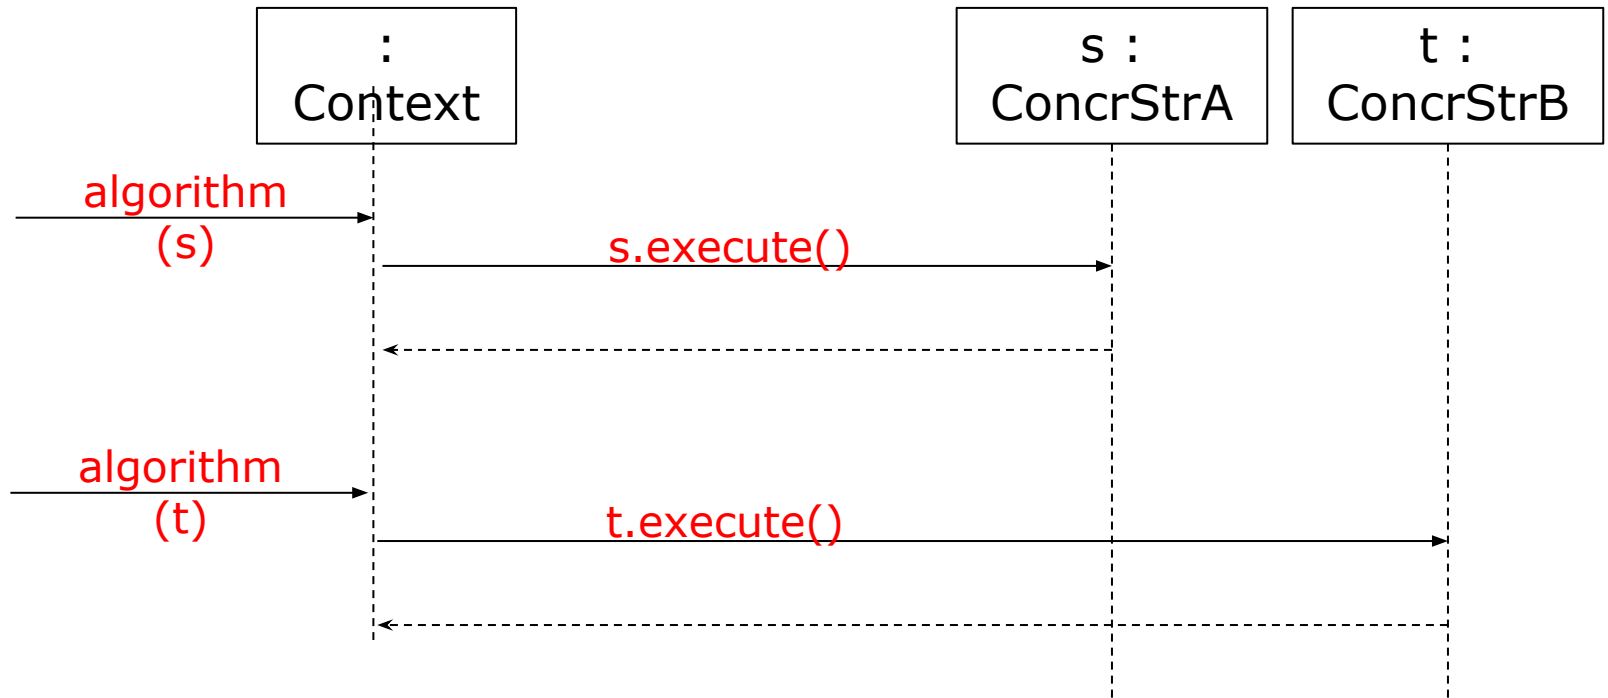 :
Context
s :
ConcrStrA
t :
ConcrStrB
algorithm
(s)
s.execute()
algorithm
(t)
t.execute()